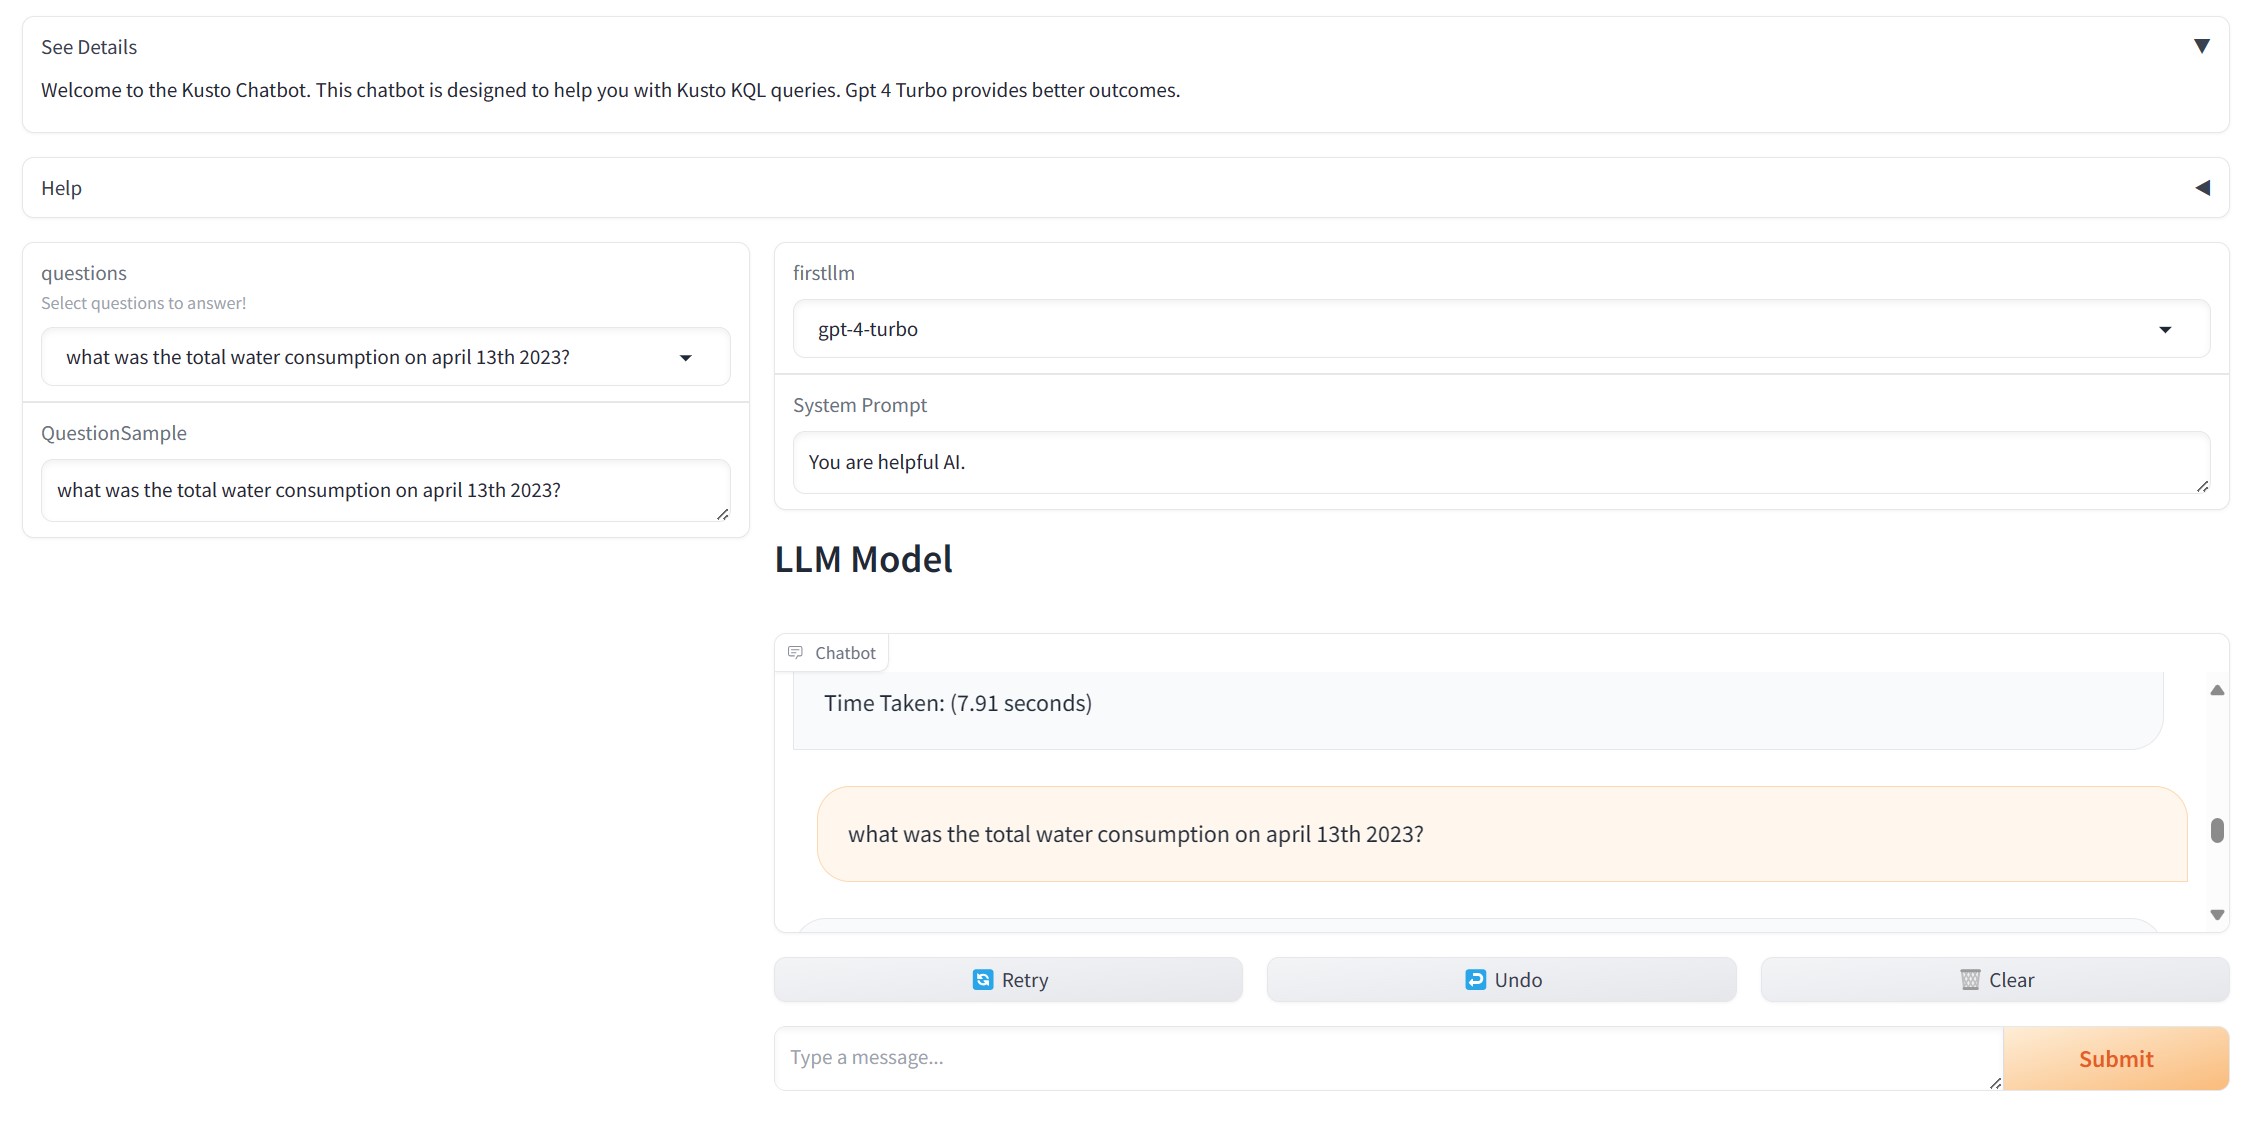 See Details
Welcome to the Kusto Chatbot. This chatbot is designed to help you with Kusto KQL queries. Gpt 4 Turbo provides better outcomes.
Help
questions
Select questions to answer!
what was the total water consumption on april 13th 2023?
QuestionSample
what was the total water consumption on april 13th 2023?
firstllm
gpt-4-turbo
System Prompt
You are helpful AI.
LLM Model
Chatbot
Time Taken: (7.91 seconds)
what was the total water consumption on april 13th 2023?
Retry
Undo
Clear
Type a message...
Submit